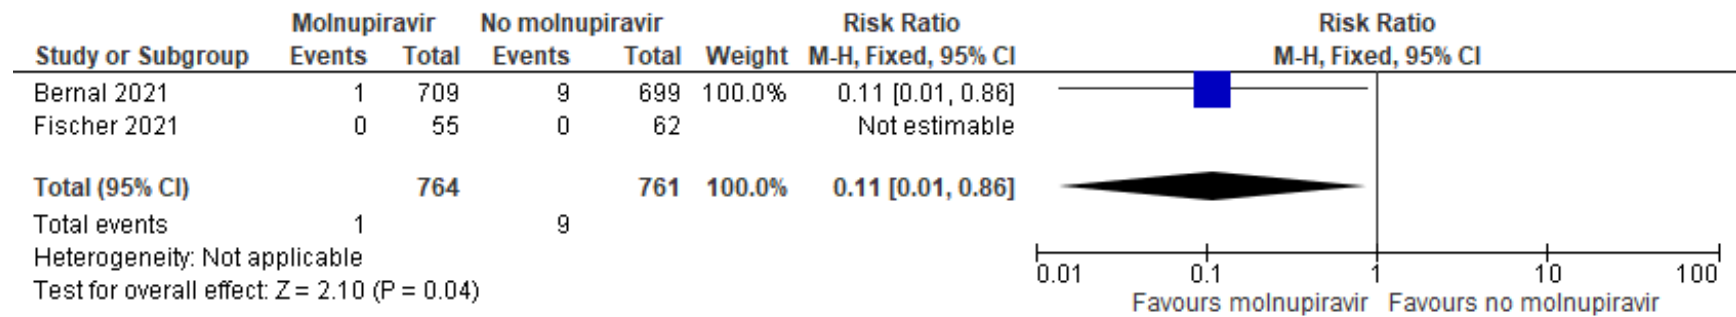 Molnupiravir No molnupiravir Risk Ratio Risk Ratio
Study or Subgroup Events Total Events Total Weight M-H, Fixed, 95% CI M-H, Fixed, 95% CI
Bernal 2021 1 709 9 699 100.0% 0.11 [0.01, 0.86]
Fischer 2021 0 55 0 62 Not estimable
Total (95% CI) 764 761 100.0% 0.11 [0.01, 0.86]
Total events 1 9
Heterogeneity: Not applicable
Test for overall effect: Z = 2.10 (P = 0.04)
0.01 0.1 1 10 100
Favours molnupiravir Favours no molnupiravir